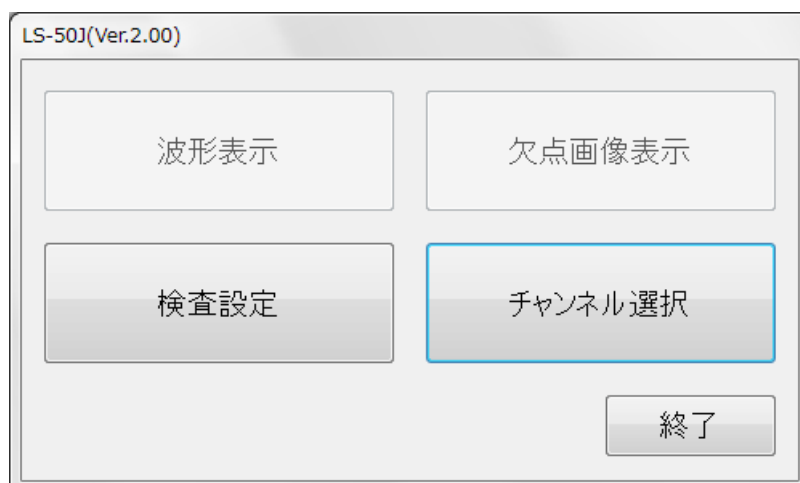 LS-50J(Ver.2.00)
波形表示
欠点画像表示
検査設定
チャンネル選択
終了